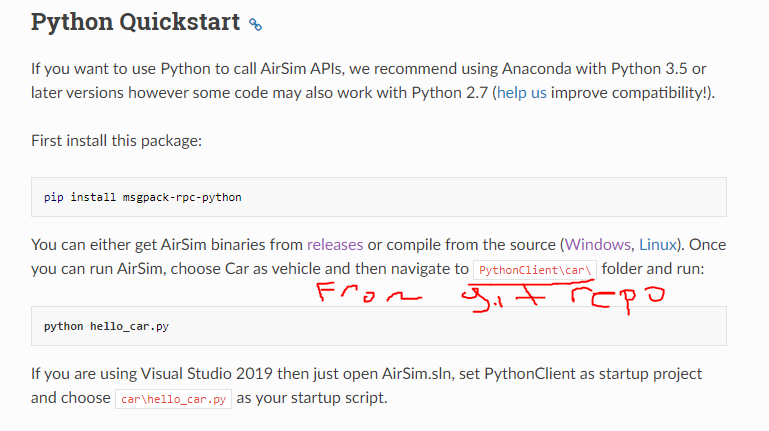 Python Quickstart
If you want to use Python to call AirSim APIs, we recommend using Anaconda with Python 3.5 or
later versions however some code may also work with Python 2.7 (help us improve compatibility!).
First install this package:
pip install msgpack-rpc-python
You can either get AirSim binaries from releases or compile from the source (Windows, Linux). Once
you can run AirSim, choose Car as vehicle and then navigate to PythonClient\car\ folder and run:
From git repo
python hello_car.py
If you are using Visual Studio 2019 then just open AirSim.sln, set PythonClient as startup project
and choose car\hello_car.py as your startup script.